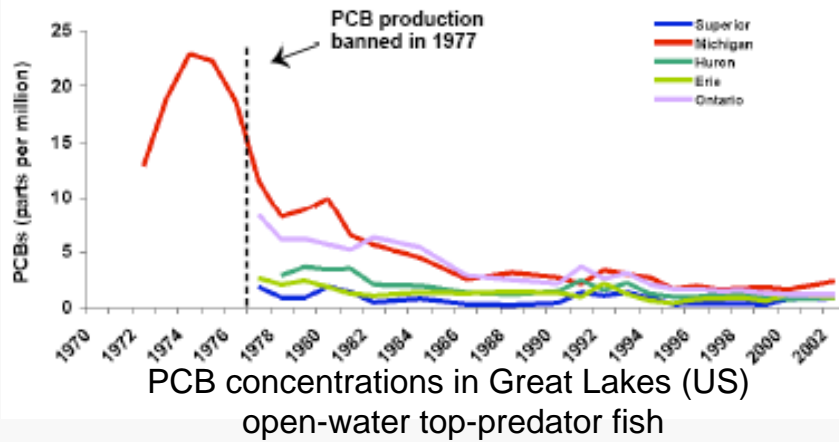 PCB production
banned in 1977
Superior
Michigan
Huron
Erie
Ontario
PCBs (parts per million)
25
20
15
10
5
0
1970 1972 1974 1976 1978 1980 1982 1984 1986 1988 1990 1992 1994 1996 1998 2000 2002
PCB concentrations in Great Lakes (US)
open-water top-predator fish